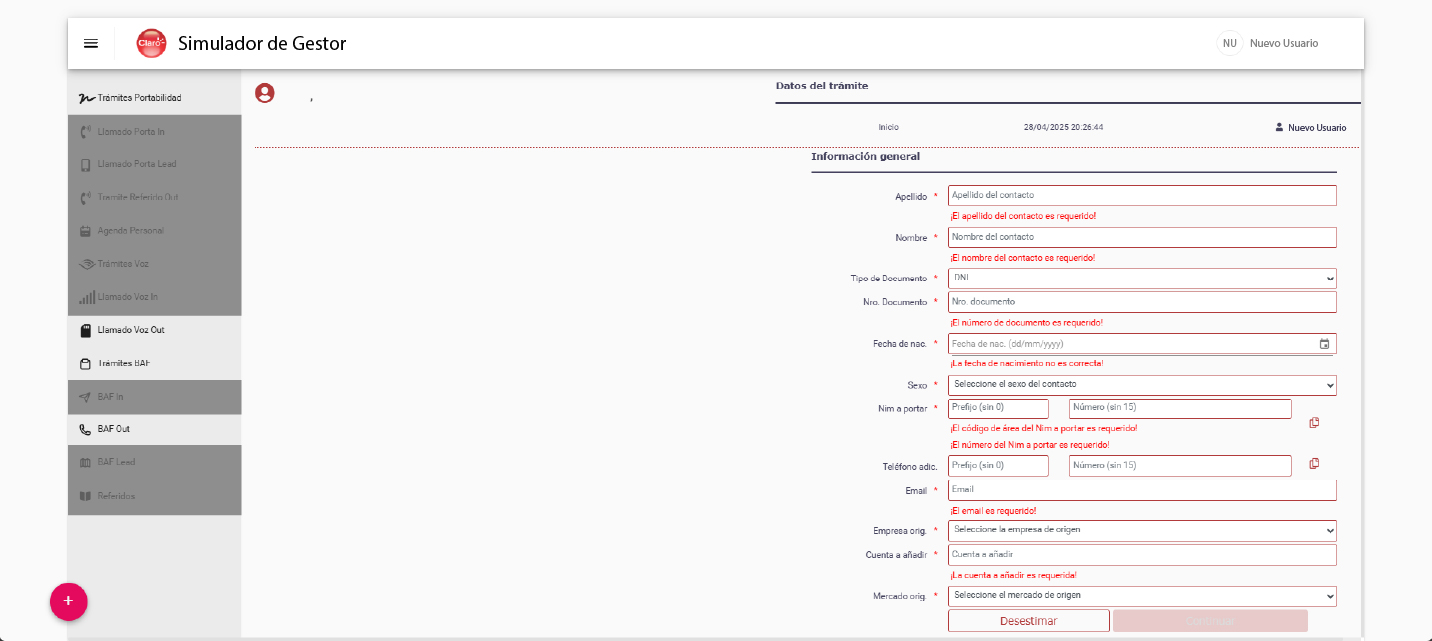 Claro
Simulador de Gestor
NU Nuevo Usuario
Trámites Portabilidad
Llamado Porta In
Llamado Porta Lead
Tramite Referido Out
Agenda Personal
Trámites Voz
Llamado Voz In
Llamado Voz Out
Trámites BAF
BAF In
BAF Out
BAF Lead
Referidos
+
,
Datos del trámite
Inicio 28/04/2025 20:26:44 Nuevo Usuario
Información general
Apellido * Apellido del contacto
¡El apellido del contacto es requerido!
Nombre * Nombre del contacto
¡El nombre del contacto es requerido!
Tipo de Documento * DNI
Nro. Documento * Nro. documento
¡El número de documento es requerido!
Fecha de nac. * Fecha de nac. (dd/mm/yyyy)
¡La fecha de nacimiento no es correcta!
Sexo * Seleccione el sexo del contacto
Nim a portar * Prefijo (sin 0) Número (sin 15)
¡El código de área del Nim a portar es requerido!
¡El número del Nim a portar es requerido!
Teléfono adic. Prefijo (sin 0) Número (sin 15)
Email * Email
¡El email es requerido!
Empresa orig. * Seleccione la empresa de origen
Cuenta a añadir * Cuenta a añadir
¡La cuenta a añadir es requerida!
Mercado orig. * Seleccione el mercado de origen
Desestimar